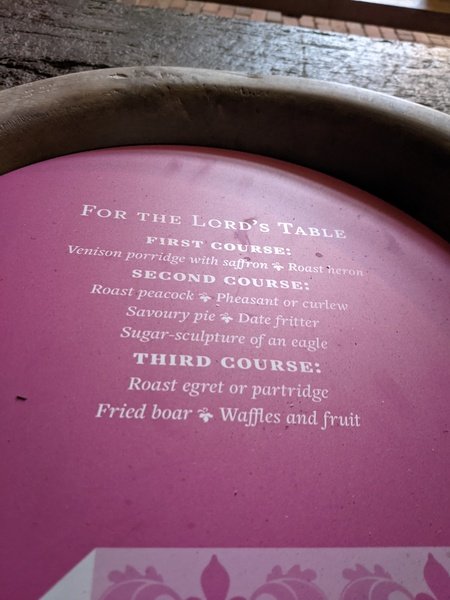 For the Lord's Table
FIRST COURSE:
Venison porridge with saffron ⚜ Roast heron
SECOND COURSE:
Roast peacock ⚜ Pheasant or curlew
Savoury pie ⚜ Date fritter
Sugar-sculpture of an eagle
THIRD COURSE:
Roast egret or partridge
Fried boar ⚜ Waffles and fruit